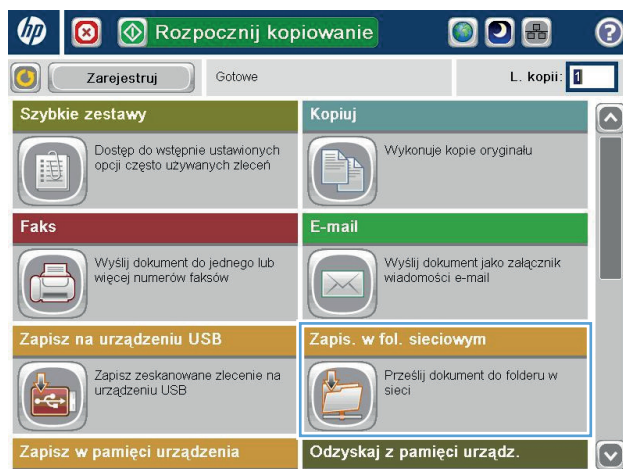 hp
Rozpocznij kopiowanie
?
Zarejestruj
Gotowe
L. kopii: 1
Szybkie zestawy
Dostęp do wstępnie ustawionych
opcji często używanych zleceń
Kopiuj
Wykonuje kopie oryginału
Faks
Wyślij dokument do jednego lub
więcej numerów faksów
E-mail
Wyślij dokument jako załącznik
wiadomości e-mail
Zapisz na urządzeniu USB
Zapisz zeskanowane zlecenie na
urządzeniu USB
Zapis. w fol. sieciowym
Prześlij dokument do folderu w
sieci
Zapisz w pamięci urządzenia
Odzyskaj z pamięci urządz.